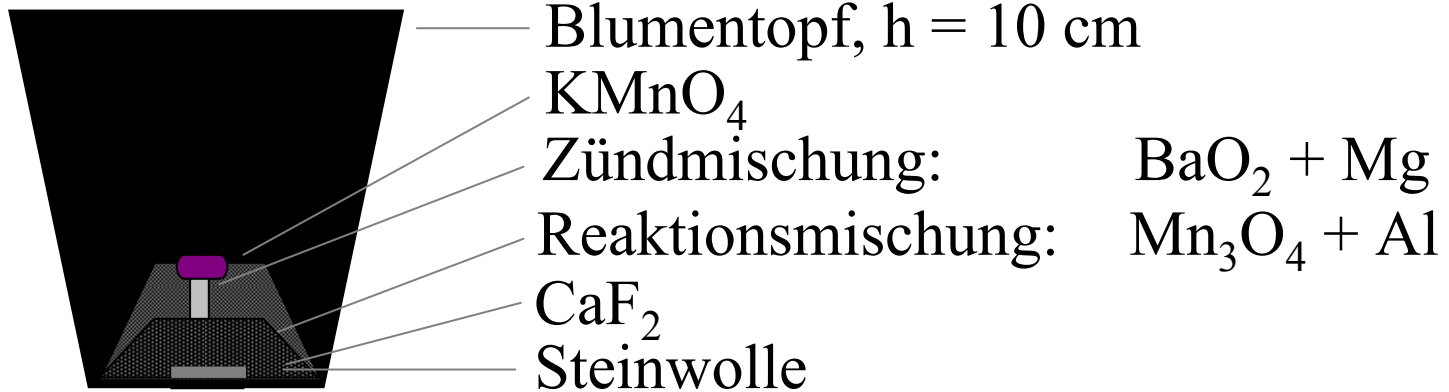 Blumentopf, h = 10 cm
KMnO₄
Zündmischung: BaO₂ + Mg
Reaktionsmischung: Mn₃O₄ + Al
CaF₂
Steinwolle